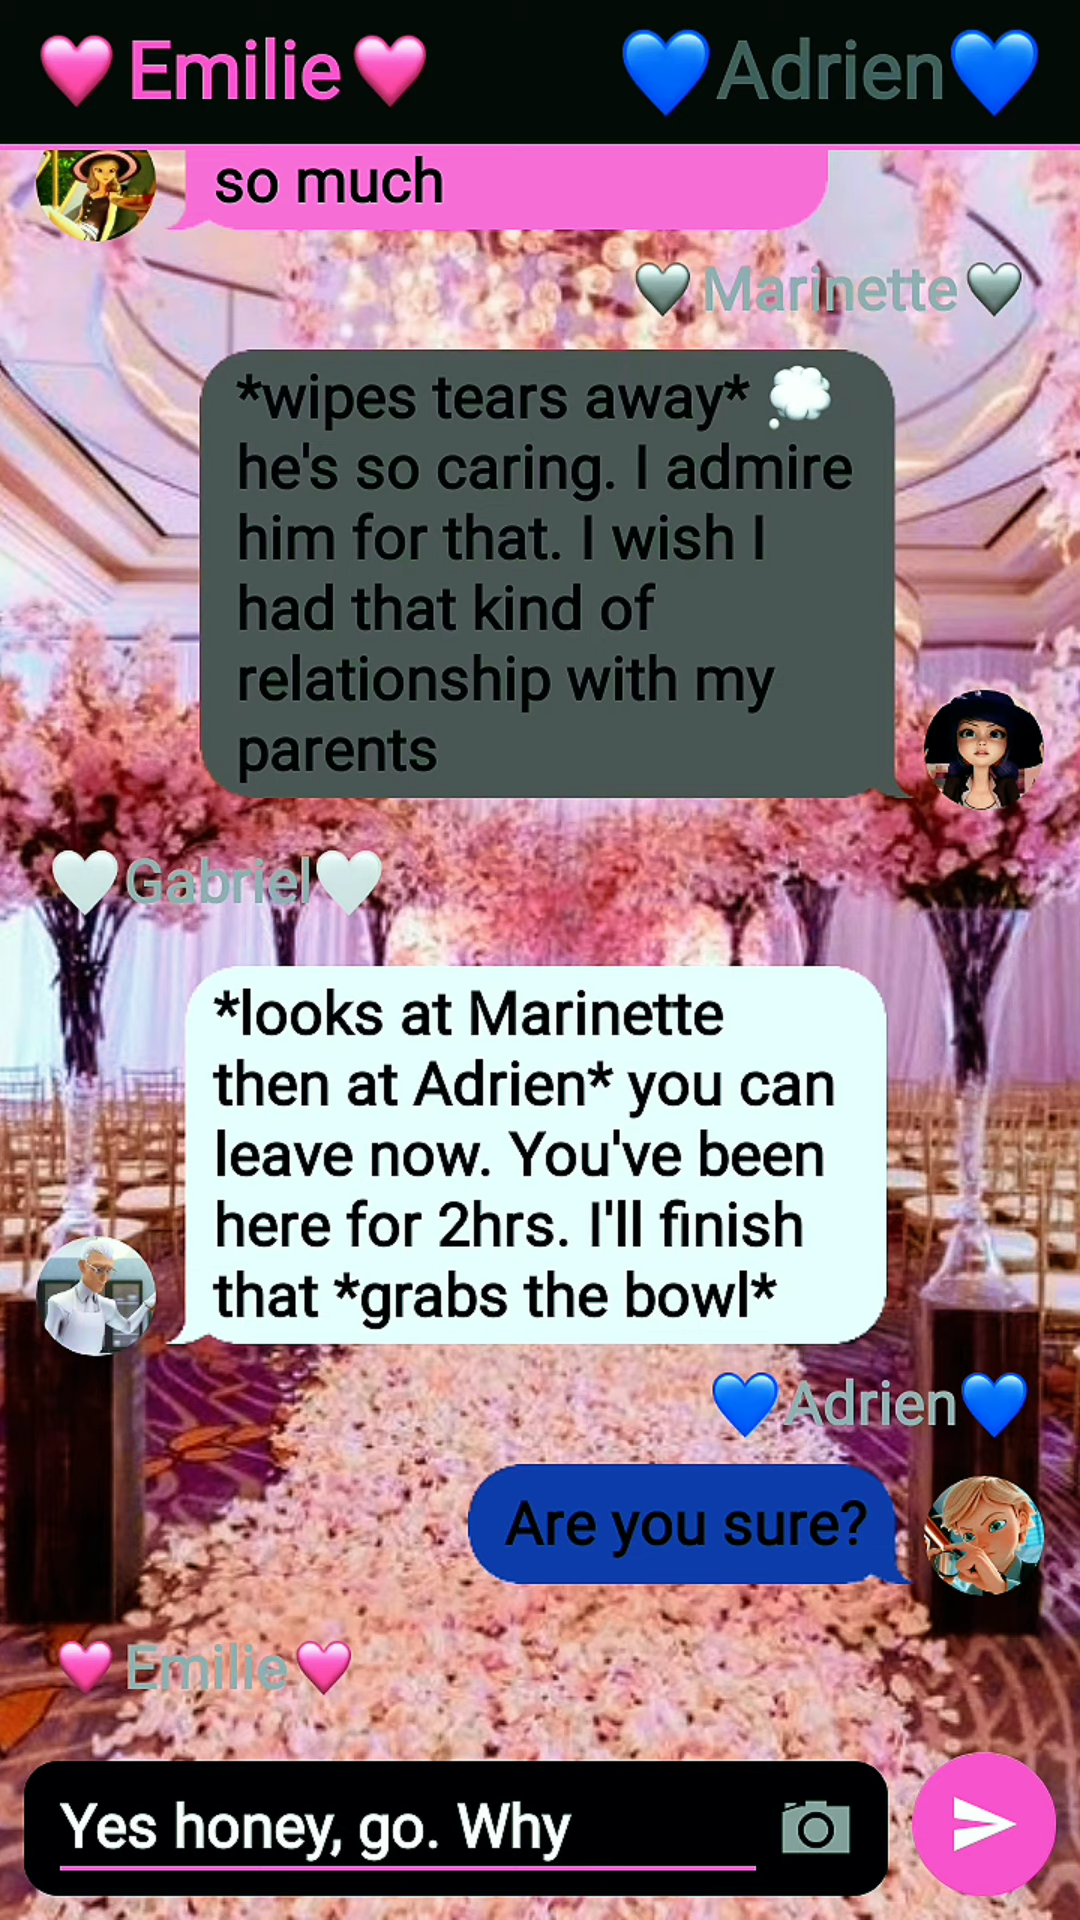 🩷Emilie🩷 💙Adrien💙
so much
🩶Marinette🩶
*wipes tears away* 💭
he's so caring. I admire
him for that. I wish I
had that kind of
relationship with my
parents
🤍Gabriel🤍
*looks at Marinette
then at Adrien* you can
leave now. You've been
here for 2hrs. I'll finish
that *grabs the bowl*
💙Adrien💙
Are you sure?
🩷Emilie🩷
Yes honey, go. Why